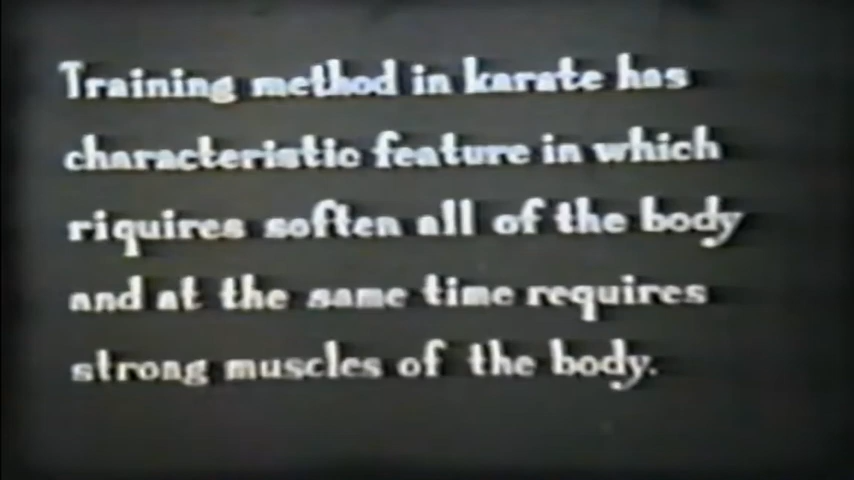 Training method in karate has
characteristic feature in which
riquires soften all of the body
and at the same time requires
strong muscles of the body.